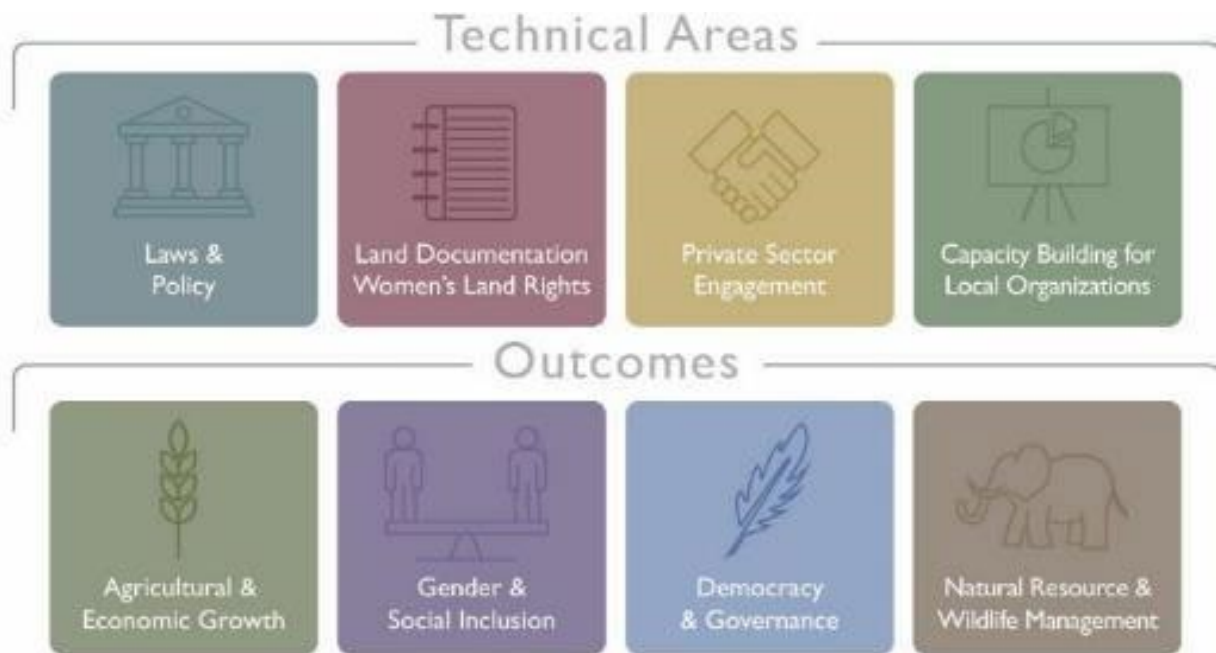 Technical Areas
Laws &
Policy
Land Documentation
Women's Land Rights
Private Sector
Engagement
Capacity Building for
Local Organizations
Outcomes
Agricultural &
Economic Growth
Gender &
Social Inclusion
Democracy
& Governance
Natural Resource &
Wildlife Management